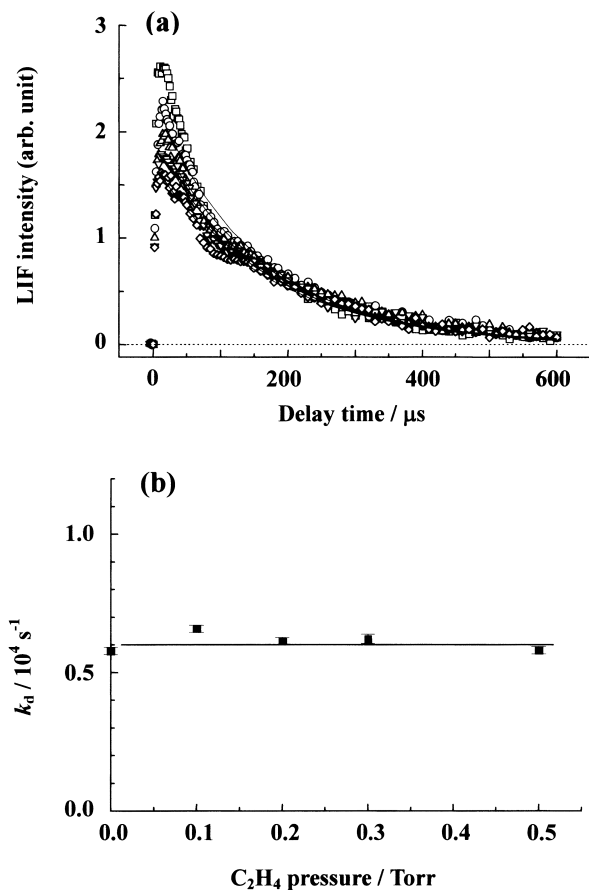 (a)
3
2
1
0
LIF intensity (arb. unit)
0 200 400 600
Delay time / μs
(b)
1.0
0.5
0.0
k_d / 10⁴ s⁻¹
0.0 0.1 0.2 0.3 0.4 0.5
C₂H₄ pressure / Torr